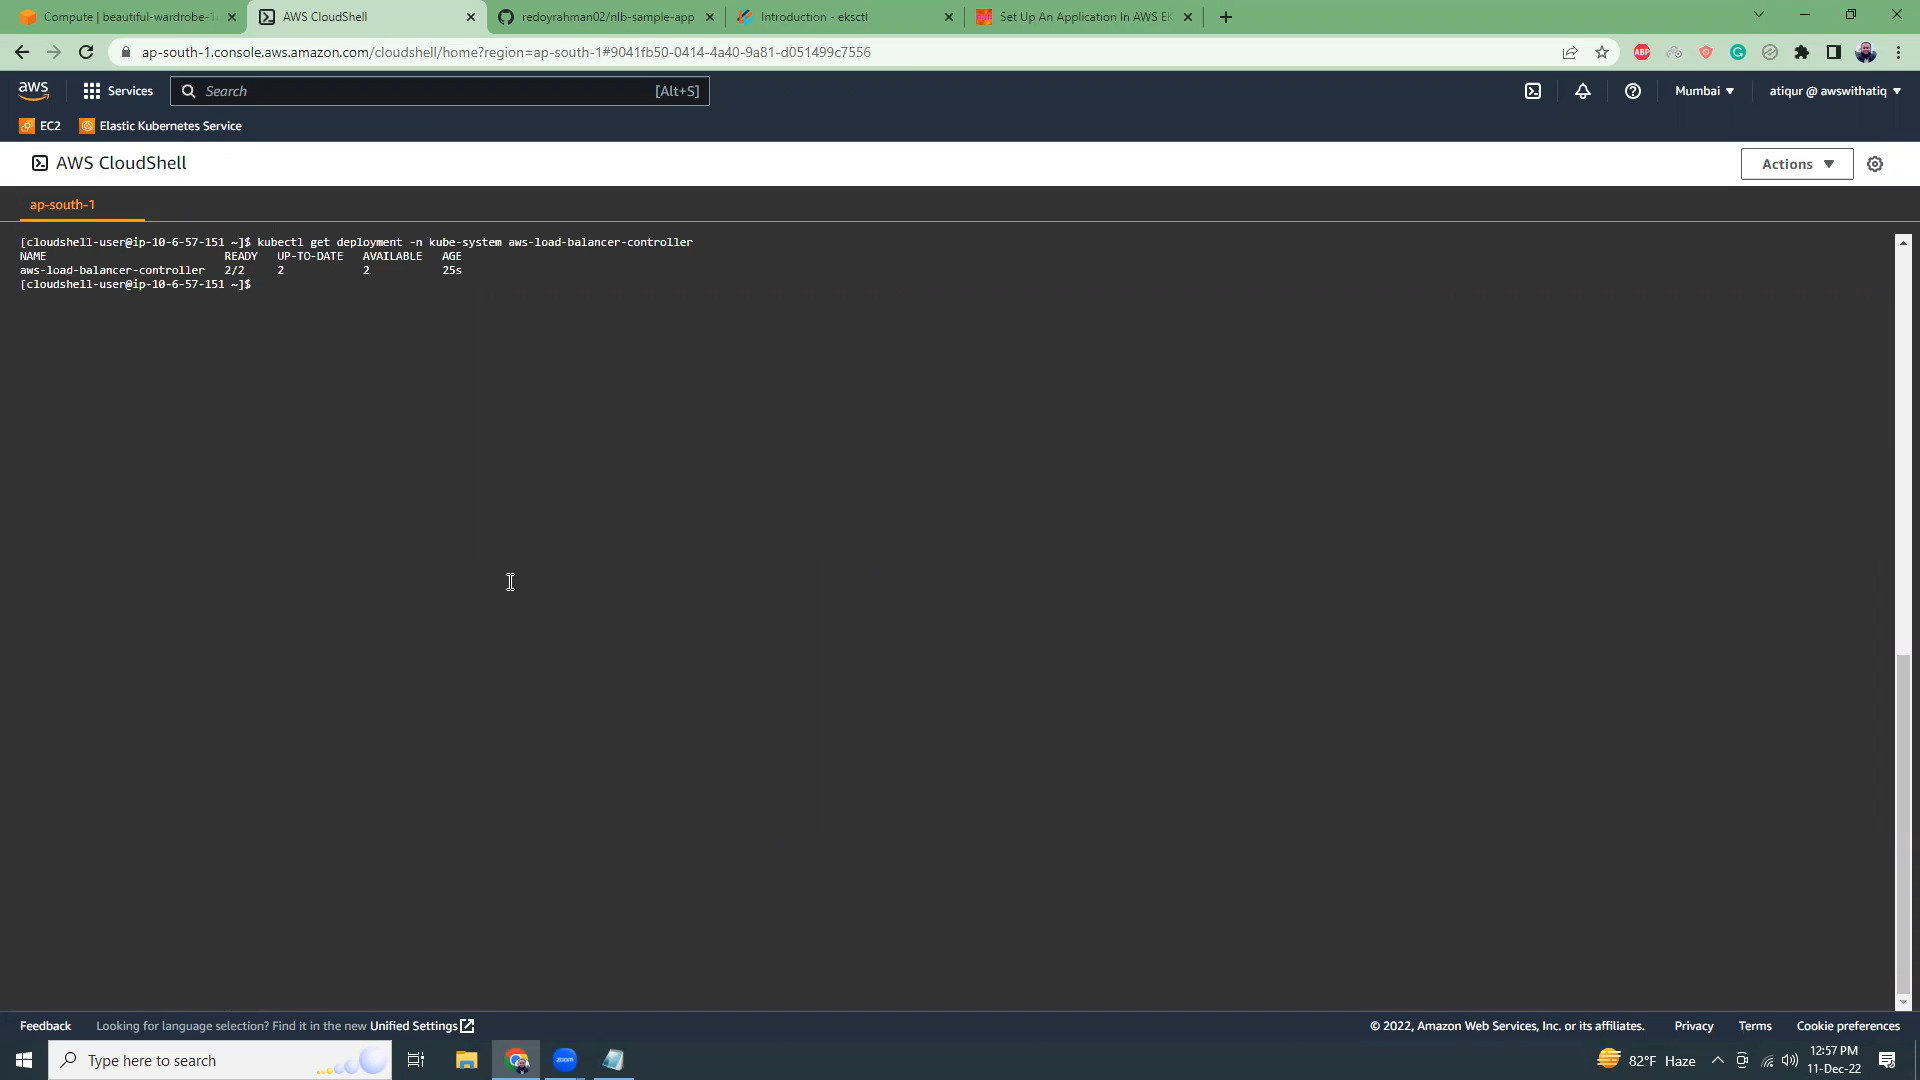 Compute | beautiful-wardrobe-1
AWS CloudShell
redoyrahman02/nlb-sample-app
Introduction - eksctl
Set Up An Application In AWS EK
ap-south-1.console.aws.amazon.com/cloudshell/home?region=ap-south-1#9041fb50-0414-4a40-9a81-d051499c7556
ABP
aws
Services
Search
[Alt+S]
Mumbai
atiqur @ awswithatiq
EC2
Elastic Kubernetes Service
AWS CloudShell
Actions
ap-south-1
[cloudshell-user@ip-10-6-57-151 ~]$ kubectl get deployment -n kube-system aws-load-balancer-controller
NAME READY UP-TO-DATE AVAILABLE AGE
aws-load-balancer-controller 2/2 2 2 25s
[cloudshell-user@ip-10-6-57-151 ~]$
Feedback
Looking for language selection? Find it in the new Unified Settings
© 2022, Amazon Web Services, Inc. or its affiliates.
Privacy
Terms
Cookie preferences
Type here to search
zoom
82°F Haze
12:57 PM
11-Dec-22